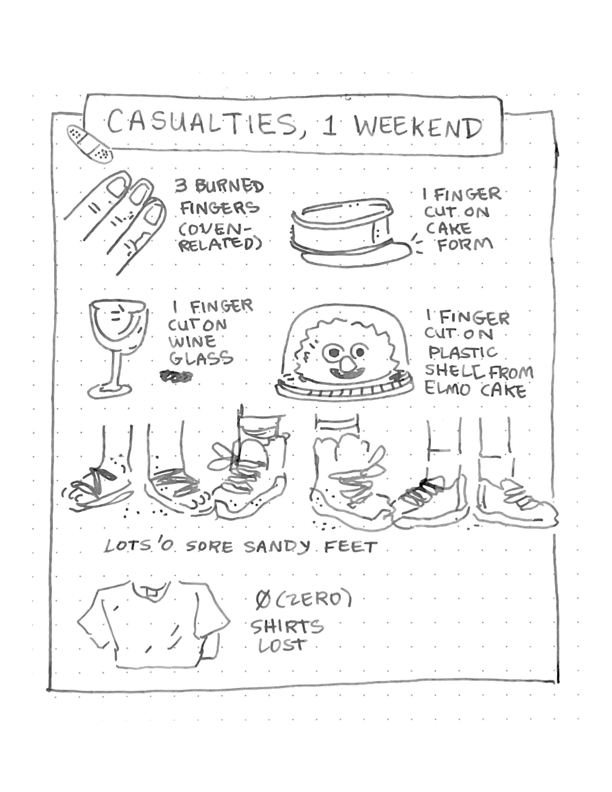 CASUALTIES, 1 WEEKEND
3 BURNED
FINGERS
(OVEN-
RELATED)
1 FINGER
CUT ON
CAKE
FORM
1 FINGER
CUT ON
WINE
GLASS
1 FINGER
CUT ON
PLASTIC
SHELL FROM
ELMO CAKE
LOTS 'O SORE SANDY FEET
0 (ZERO)
SHIRTS
LOST